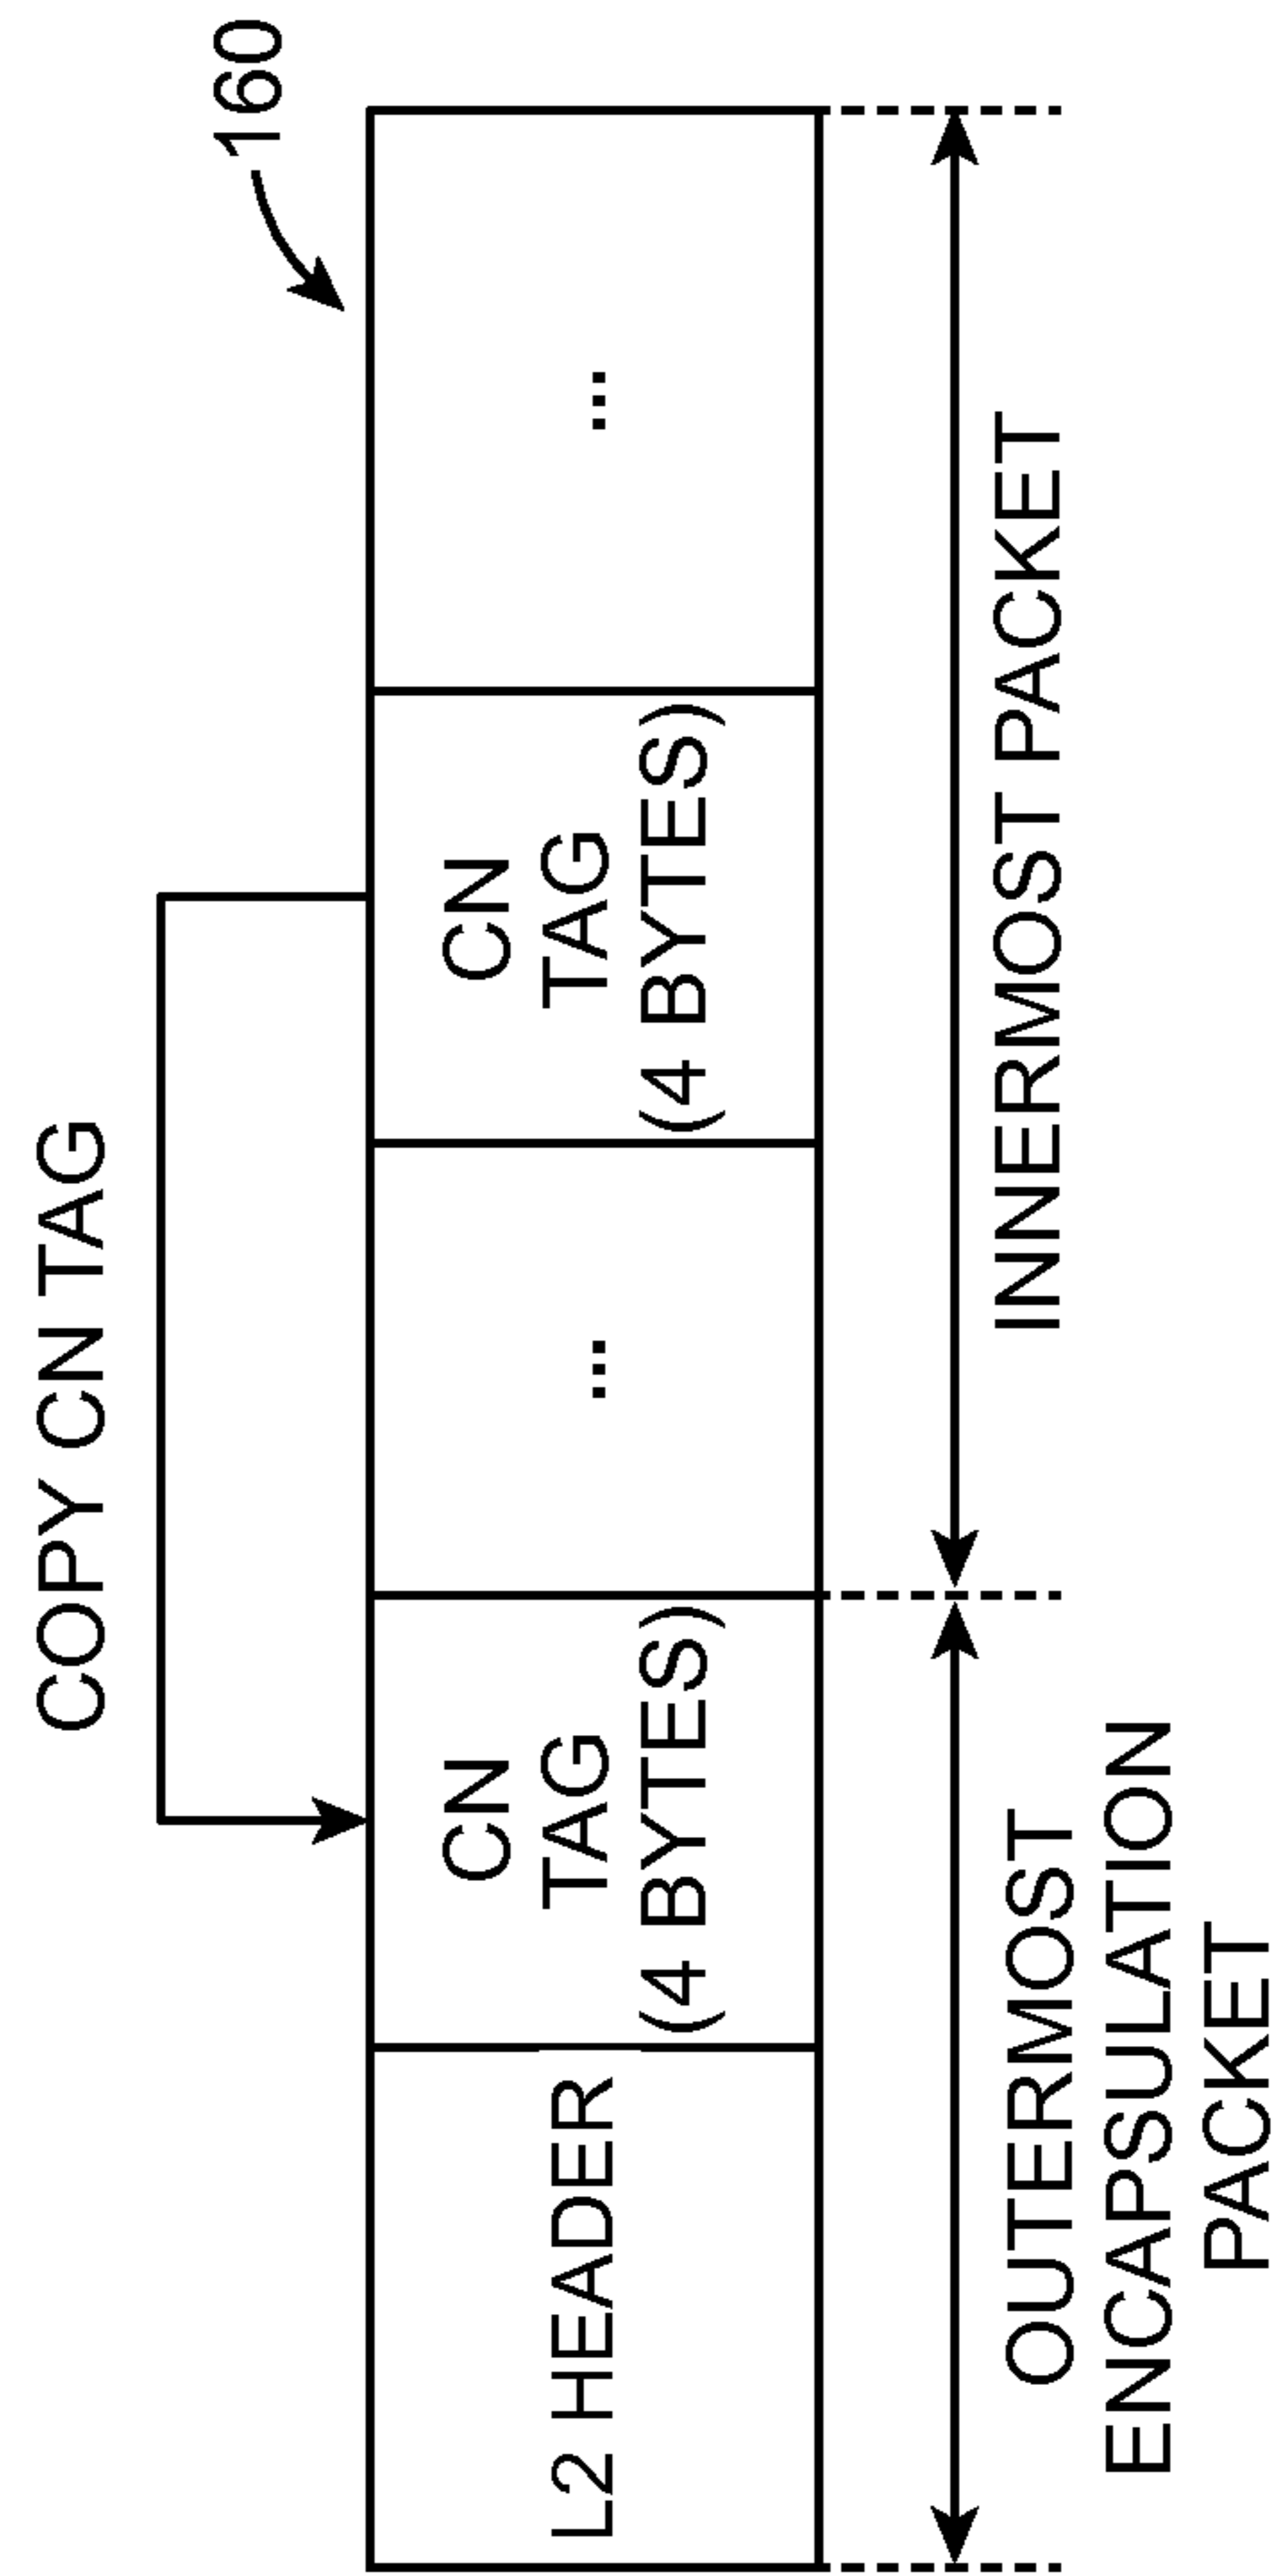 160
COPY CN TAG
L2 HEADER
CN
TAG
(4 BYTES)
...
CN
TAG
(4 BYTES)
...
OUTERMOST
ENCAPSULATION
PACKET
INNERMOST PACKET